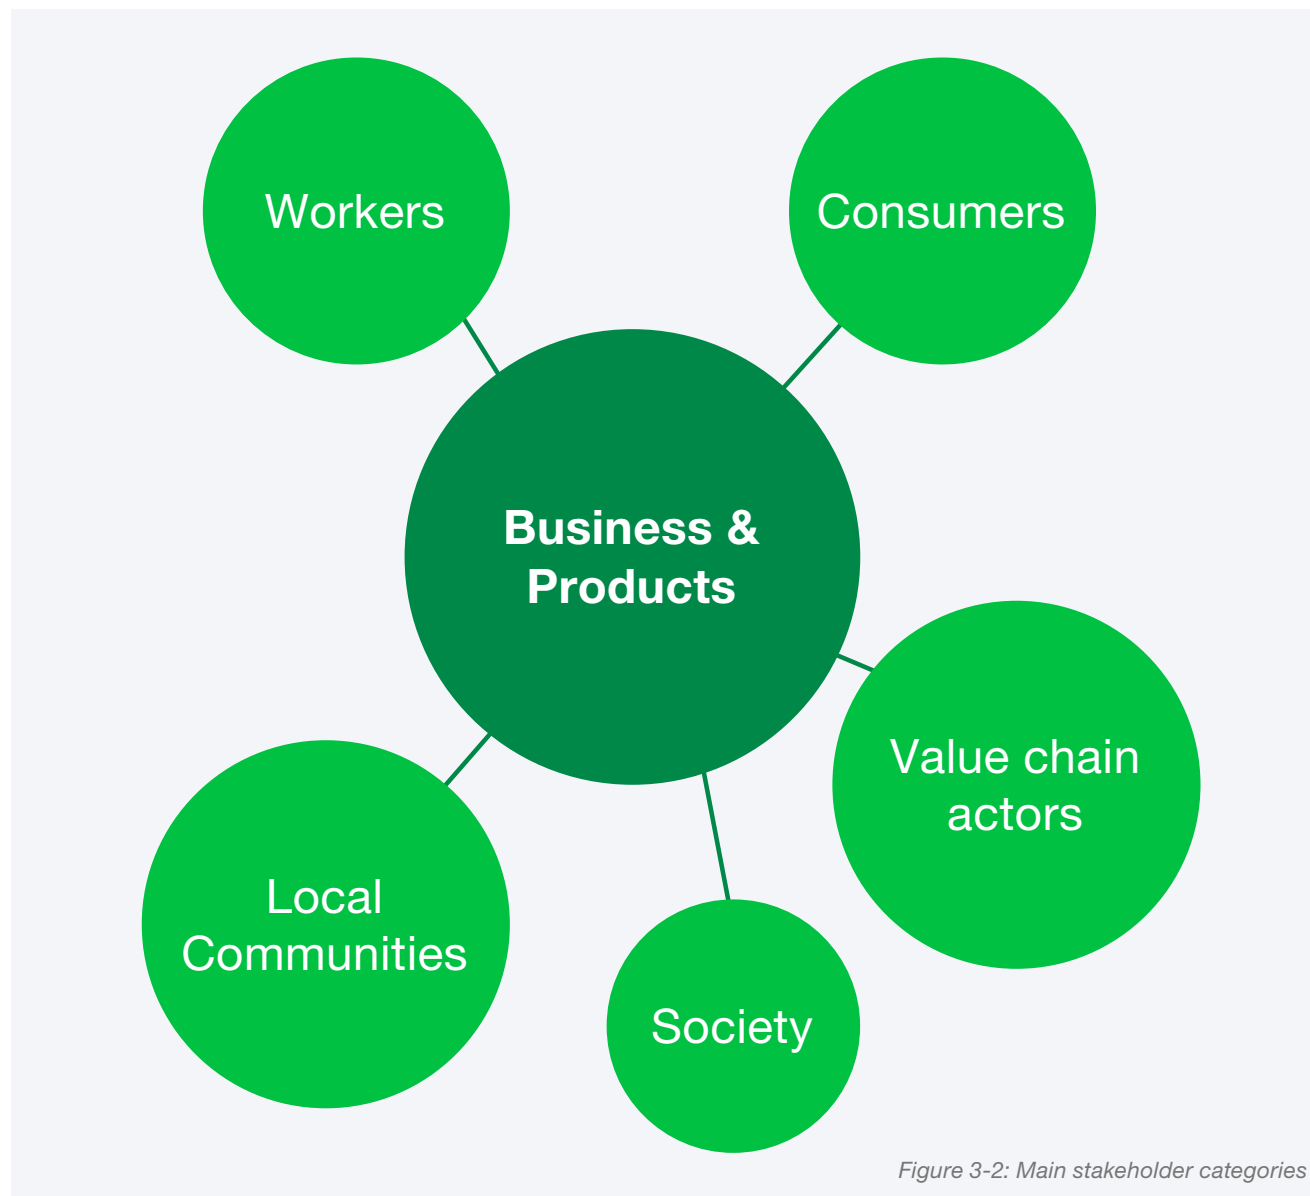 Workers
Consumers
Business &
Products
Value chain
actors
Local
Communities
Society
Figure 3-2: Main stakeholder categories